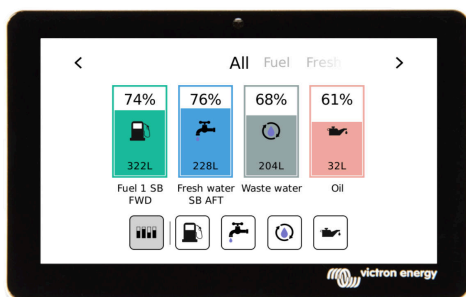 < All Fuel Fresh >
74% 76% 68% 61%
322L 228L 204L 32L
Fuel 1 SB Fresh water Waste water Oil
FWD SB AFT
victron energy